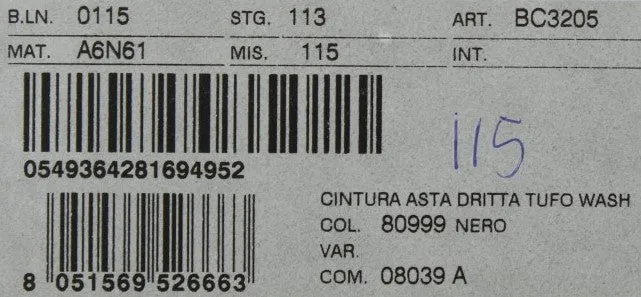 B.LN. 0115 STG. 113 ART. BC3205
MAT. A6N61 MIS. 115 INT.
0549364281694952
115
CINTURA ASTA DRITTA TUFO WASH
COL. 80999 NERO
VAR.
COM. 08039 A
8 051569 526663